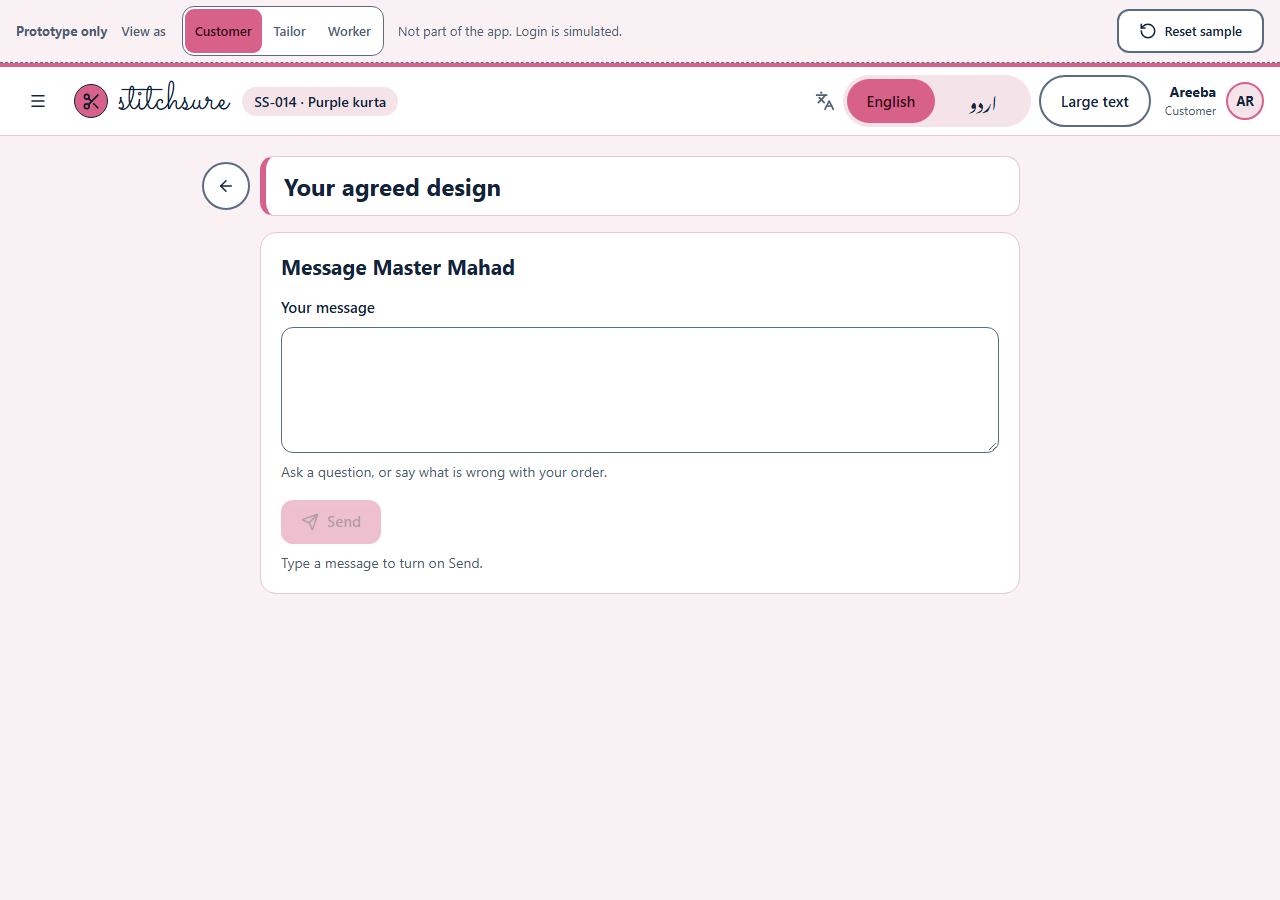 Prototype only View as Customer Tailor Worker Not part of the app. Login is simulated. Reset sample
stitchsure SS-014 · Purple kurta English اردو Large text Areeba
Customer AR
Your agreed design
Message Master Mahad
Your message
Ask a question, or say what is wrong with your order.
Send
Type a message to turn on Send.